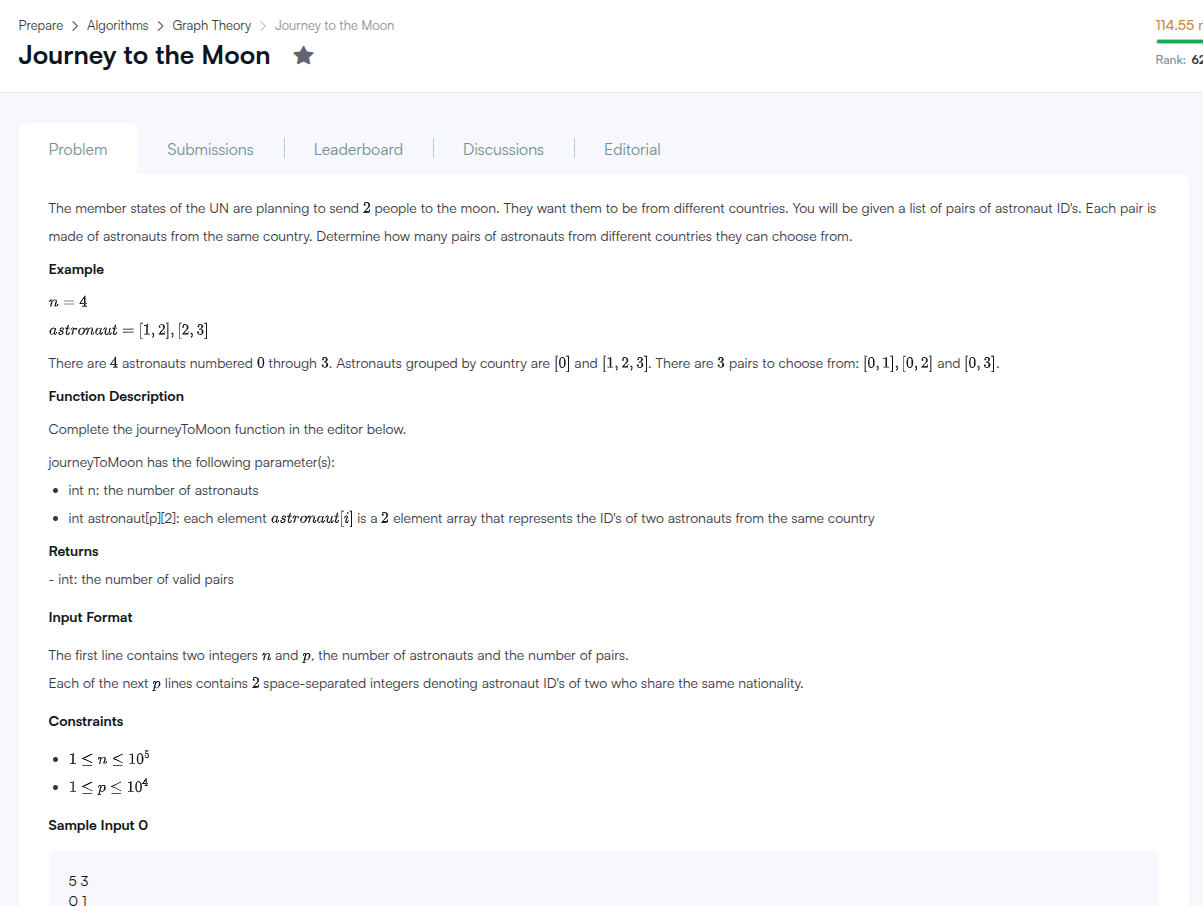 Prepare > Algorithms > Graph Theory > Journey to the Moon
114.55
Journey to the Moon
Rank:
Problem
Submissions
Leaderboard
Discussions
Editorial
The member states of the UN are planning to send 2 people to the moon. They want them to be from different countries. You will be given a list of pairs of astronaut ID's. Each pair is
made of astronauts from the same country. Determine how many pairs of astronauts from different countries they can choose from.
Example
n = 4
astronaut = [1, 2], [2, 3]
There are 4 astronauts numbered 0 through 3. Astronauts grouped by country are [0] and [1, 2, 3]. There are 3 pairs to choose from: [0, 1], [0, 2] and [0, 3].
Function Description
Complete the journeyToMoon function in the editor below.
journeyToMoon has the following parameter(s):
• int n: the number of astronauts
• int astronaut[p][2]: each element astronaut[i] is a 2 element array that represents the ID's of two astronauts from the same country
Returns
- int: the number of valid pairs
Input Format
The first line contains two integers n and p, the number of astronauts and the number of pairs.
Each of the next p lines contains 2 space-separated integers denoting astronaut ID's of two who share the same nationality.
Constraints
• 1 ≤ n ≤ 10⁵
• 1 ≤ p ≤ 10⁴
Sample Input 0
5 3
0 1